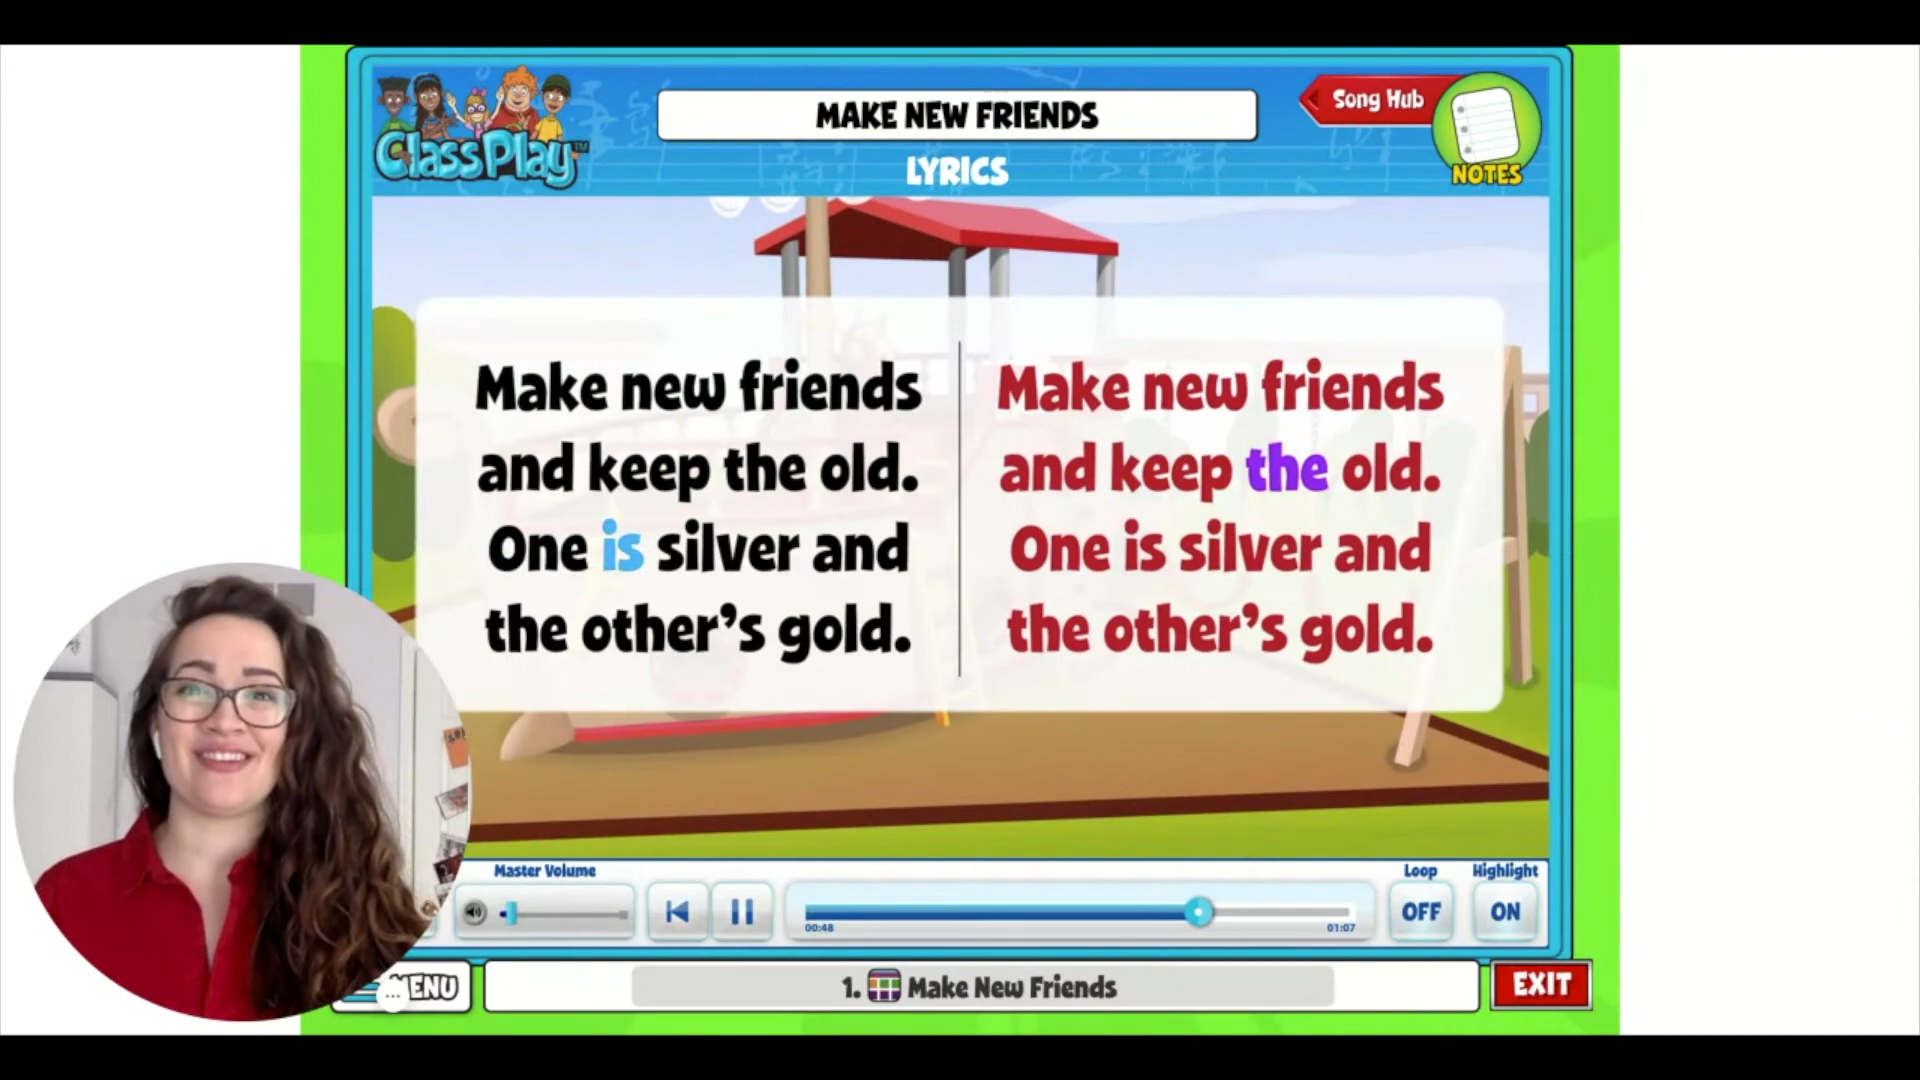 ClassPlay™
MAKE NEW FRIENDS
LYRICS
Song Hub
NOTES
Make new friends
and keep the old.
One is silver and
the other's gold.
Make new friends
and keep the old.
One is silver and
the other's gold.
Master Volume
00:48
01:07
Loop
OFF
Highlight
ON
MENU
1. Make New Friends
EXIT